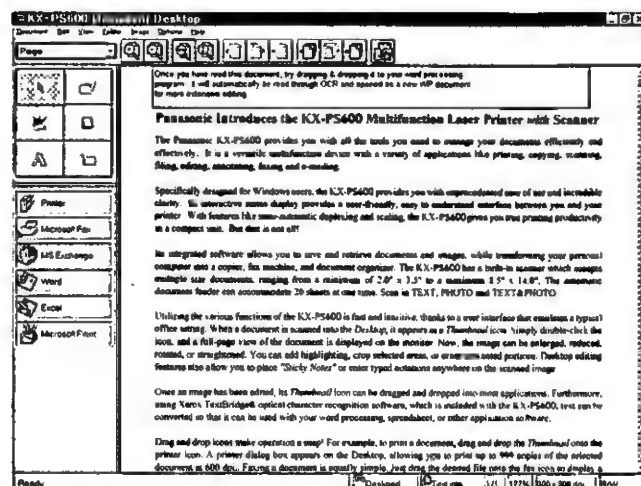 KX-PS600 Desktop
Document Edit View Image Options Help
Page
Once you have read this document, try dragging & dropping it to your word processing
program. It will automatically be read through OCR and opened as a new WP document
for more extensive editing.
Panasonic Introduces the KX-PS600 Multifunction Laser Printer with Scanner
The Panasonic KX-PS600 provides you with all the tools you need to manage your documents efficiently and
effectively. It is a versatile multifunction device with a variety of applications like printing, copying, scanning,
filing, editing, annotating, faxing and e-mailing.
Specifically designed for Windows users, the KX-PS600 provides you with unprecedented ease of use and incredible
clarity. Its interactive status display provides a user-friendly, easy to understand interface between you and your
printer. With features like semi-automatic duplexing and scaling, the KX-PS600 gives you true printing productivity
in a compact unit. But that is not all!
Its integrated software allows you to save and retrieve documents and images, while transforming your personal
computer into a copier, fax machine, and document organizer. The KX-PS600 has a built-in scanner which accepts
multiple size documents, ranging from a minimum of 2.0" x 3.5" to a maximum 8.5" x 14.0". The automatic
document feeder can accommodate 20 sheets at one time. Scan in TEXT, PHOTO and TEXT&PHOTO.
Utilizing the various functions of the KX-PS600 is fast and intuitive, thanks to a user interface that emulates a typical
office setting. When a document is scanned into the Desktop, it appears as a Thumbnail icon. Simply double-click the
icon, and a full-page view of the document is displayed on the monitor. Now, the image can be enlarged, reduced,
rotated, or straightened. You can add highlighting, crop selected areas, or erase unwanted portions. Desktop editing
features also allow you to place "Sticky Notes" or enter typed notations anywhere on the scanned image.
Once an image has been edited, its Thumbnail icon can be dragged and dropped into most applications. Furthermore,
using Xerox TextBridge® optical character recognition software, which is included with the KX-PS600, text can be
converted so that it can be used with your word processing, spreadsheet, or other application software.
Drag and drop icons make operation a snap! For example, to print a document, drag and drop the Thumbnail onto the
printer icon. A printer dialog box appears on the Desktop, allowing you to print up to 999 copies of the selected
document at 600 dpi. Faxing a document is equally simple, just drag the desired file onto the fax icon to display a
A
Printer
Microsoft Fax
MS Exchange
Word
Excel
Microsoft Paint
Ready
1/1 127%